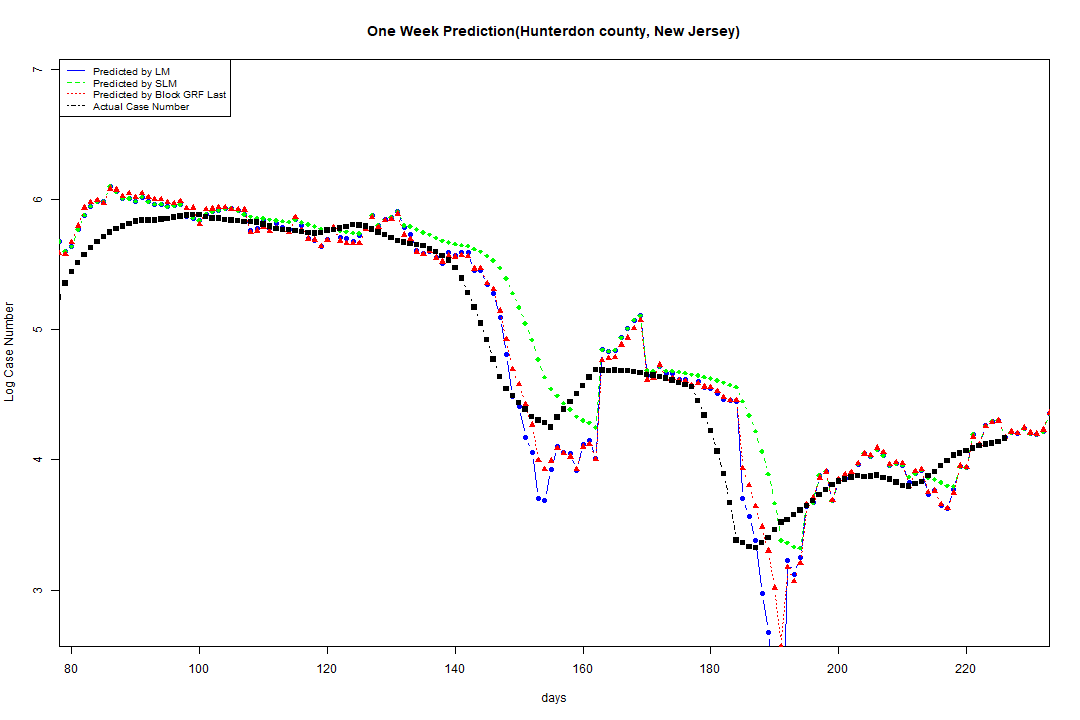 One Week Prediction(Hunterdon county, New Jersey)
Predicted by LM
Predicted by SLM
Predicted by Block GRF Last
Actual Case Number
7
6
5
4
3
Log Case Number
80 100 120 140 160 180 200 220
days